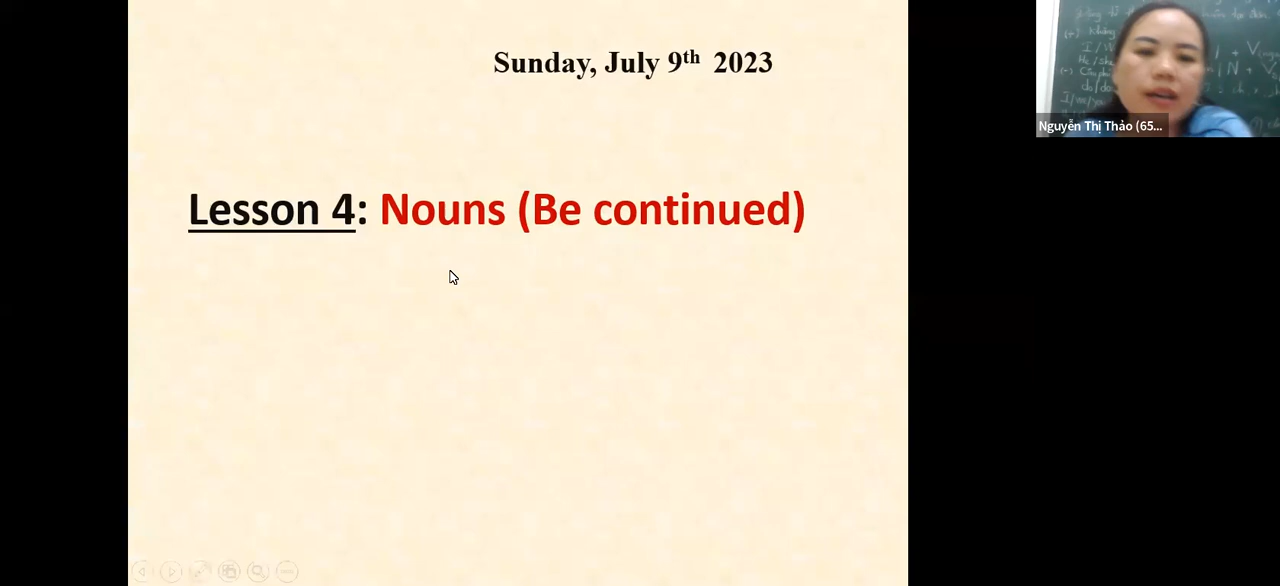 Sunday, July 9th 2023
Lesson 4: Nouns (Be continued)
Nguyễn Thị Thảo (65...